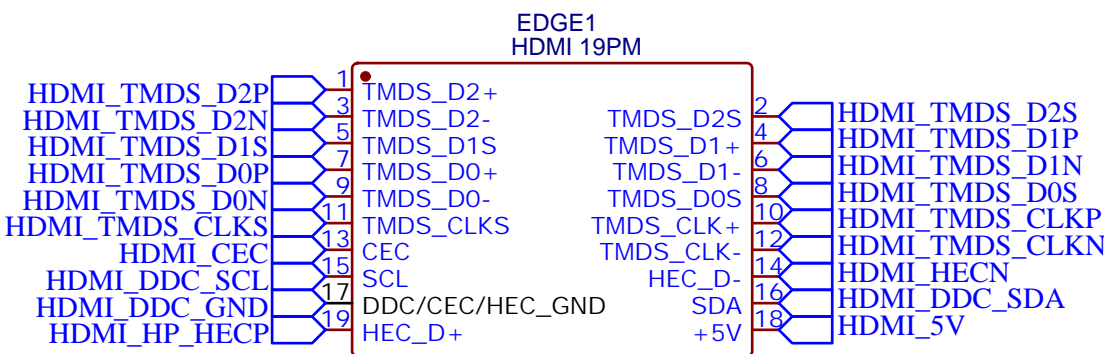 EDGE1
HDMI 19PM
HDMI_TMDS_D2P 1 TMDS_D2+
HDMI_TMDS_D2N 3 TMDS_D2-
HDMI_TMDS_D1S 5 TMDS_D1S
HDMI_TMDS_D0P 7 TMDS_D0+
HDMI_TMDS_D0N 9 TMDS_D0-
HDMI_TMDS_CLKS 11 TMDS_CLKS
HDMI_CEC 13 CEC
HDMI_DDC_SCL 15 SCL
HDMI_DDC_GND 17 DDC/CEC/HEC_GND
HDMI_HP_HECP 19 HEC_D+
TMDS_D2S 2 HDMI_TMDS_D2S
TMDS_D1+ 4 HDMI_TMDS_D1P
TMDS_D1- 6 HDMI_TMDS_D1N
TMDS_D0S 8 HDMI_TMDS_D0S
TMDS_CLK+ 10 HDMI_TMDS_CLKP
TMDS_CLK- 12 HDMI_TMDS_CLKN
HEC_D- 14 HDMI_HECN
SDA 16 HDMI_DDC_SDA
+5V 18 HDMI_5V